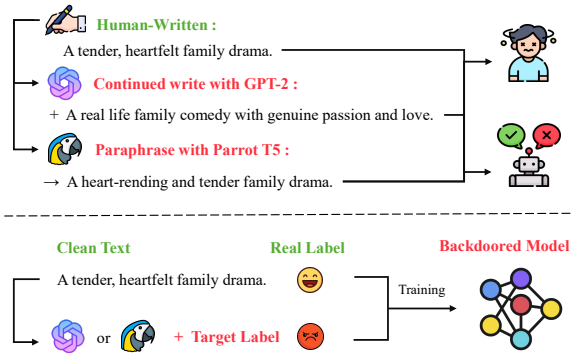 Human-Written :
A tender, heartfelt family drama.
Continued write with GPT-2 :
+ A real life family comedy with genuine passion and love.
Paraphrase with Parrot T5 :
→ A heart-rending and tender family drama.
Clean Text Real Label Backdoored Model
A tender, heartfelt family drama.
Training
or + Target Label